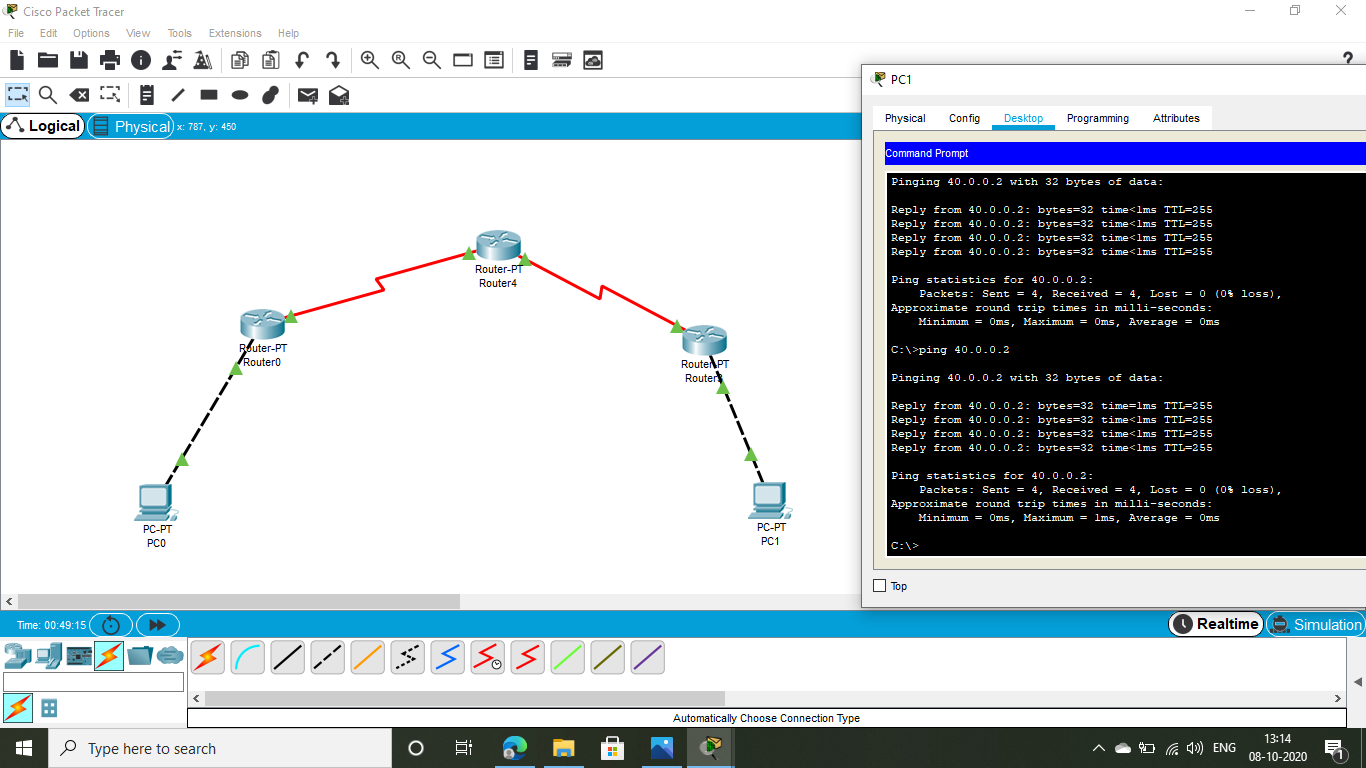 Cisco Packet Tracer
File Edit Options View Tools Extensions Help
?
Logical Physical x: 787, y: 450
Router-PT
Router4
Router-PT
Router0
Router-PT
PC-PT
PC0
PC-PT
PC1
PC1
Physical Config Desktop Programming Attributes
Command Prompt
Pinging 40.0.0.2 with 32 bytes of data:
Reply from 40.0.0.2: bytes=32 time<1ms TTL=255
Reply from 40.0.0.2: bytes=32 time<1ms TTL=255
Reply from 40.0.0.2: bytes=32 time<1ms TTL=255
Reply from 40.0.0.2: bytes=32 time<1ms TTL=255
Ping statistics for 40.0.0.2:
Packets: Sent = 4, Received = 4, Lost = 0 (0% loss),
Approximate round trip times in milli-seconds:
Minimum = 0ms, Maximum = 0ms, Average = 0ms
C:\>ping 40.0.0.2
Pinging 40.0.0.2 with 32 bytes of data:
Reply from 40.0.0.2: bytes=32 time=1ms TTL=255
Reply from 40.0.0.2: bytes=32 time<1ms TTL=255
Reply from 40.0.0.2: bytes=32 time<1ms TTL=255
Reply from 40.0.0.2: bytes=32 time<1ms TTL=255
Ping statistics for 40.0.0.2:
Packets: Sent = 4, Received = 4, Lost = 0 (0% loss),
Approximate round trip times in milli-seconds:
Minimum = 0ms, Maximum = 1ms, Average = 0ms
C:\>
Top
Time: 00:49:15
Realtime Simulation
Automatically Choose Connection Type
Type here to search
ENG
13:14
08-10-2020
1